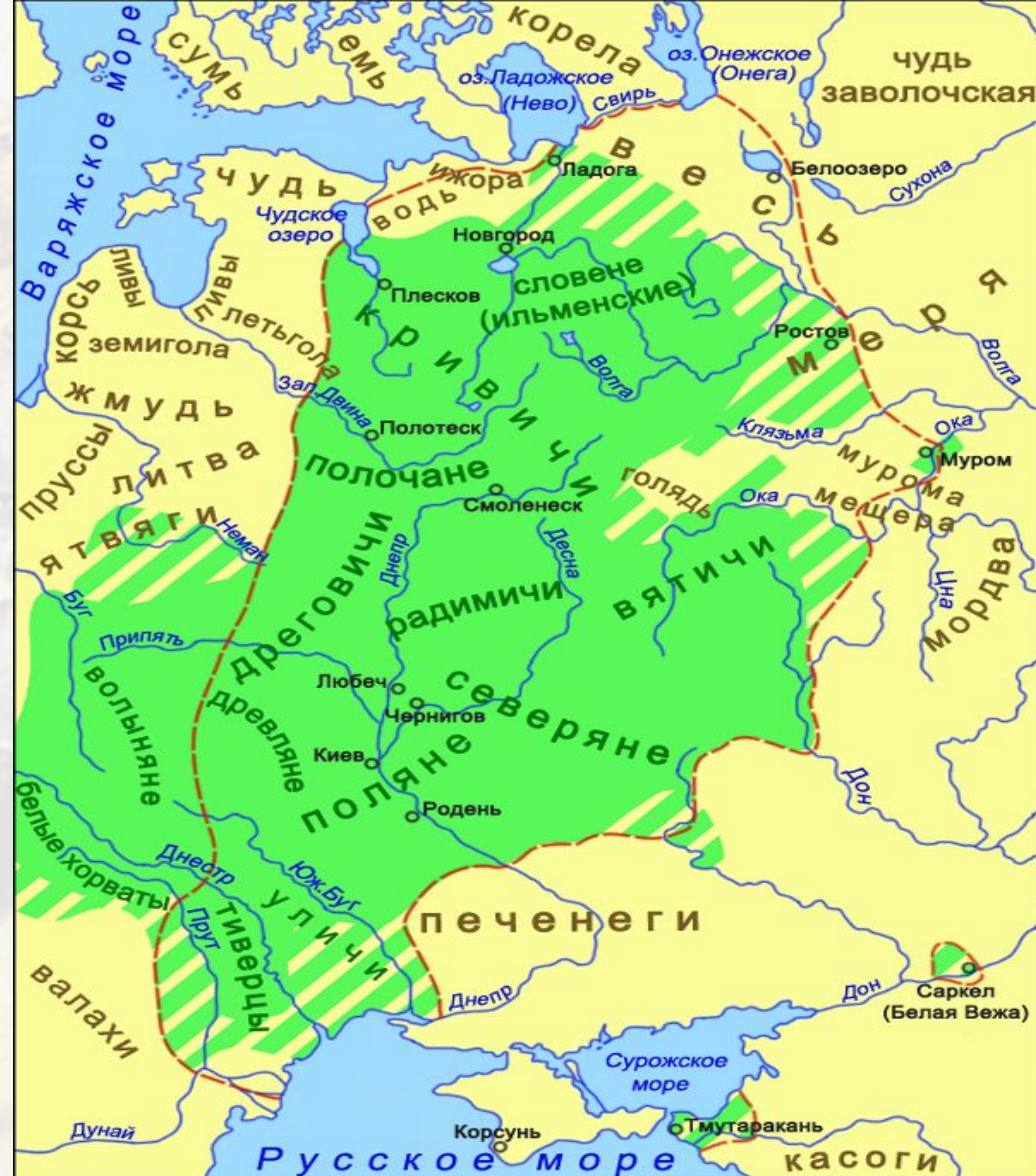 Варяжское море
сумь
емь
корела
оз.Ладожское
(Нево)
Свирь
оз.Онежское
(Онега)
чудь
заволочская
чудь
Чудское
озеро
водь
ижора
Ладога
весь
Белоозеро
Сухона
Новгород
словене
(ильменские)
Плесков
кривичи
ливы
ливы
корсь
летьгола
земигола
Зап.Двина
Волга
Ростов
меря
Волга
жмудь
Полотеск
Клязьма
Ока
Муром
пруссы
литва
полочане
Смоленеск
голядь
мурома
Ока
мещера
ятвяги
Неман
дреговичи
Днепр
Десна
радимичи
вятичи
Цна
мордва
Буг
Припять
Любеч
Чернигов
северяне
волыняне
древляне
Киев
поляне
Родень
Дон
белые хорваты
Днестр
Юж.Буг
уличи
Прут
тиверцы
печенеги
Днепр
Дон
Саркел
(Белая Вежа)
валахи
Сурожское
море
Дунай
Корсунь
Тмутаракань
Русское море
касоги